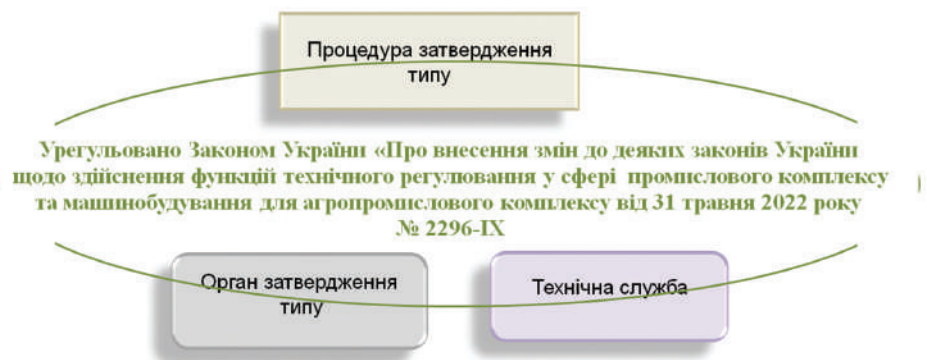 Процедура затвердження
типу
Урегульовано Законом України «Про внесення змін до деяких законів України
щодо здійснення функцій технічного регулювання у сфері промислового комплексу
та машинобудування для агропромислового комплексу від 31 травня 2022 року
№ 2296-IX
Орган затвердження
типу
Технічна служба